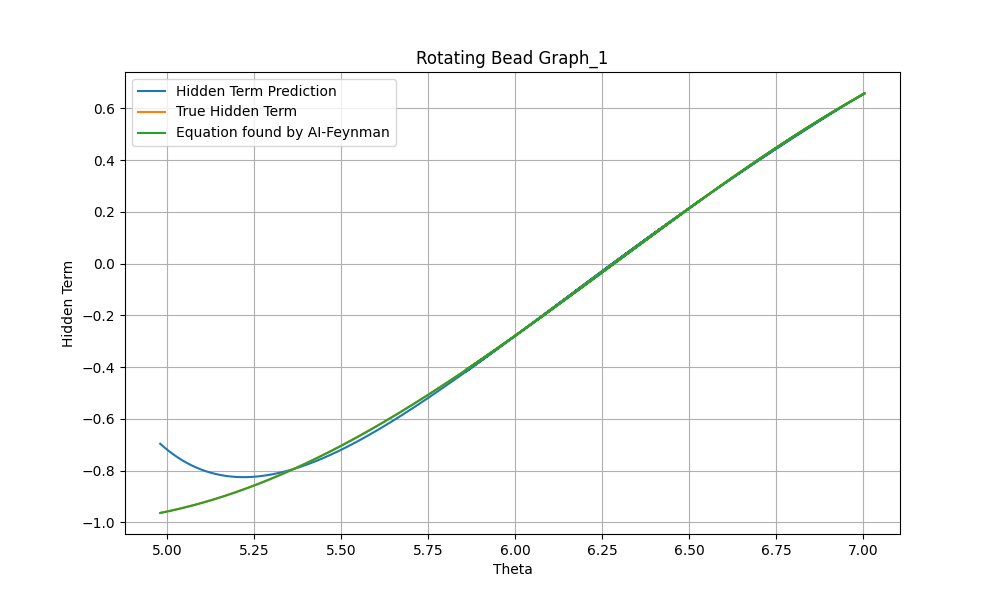 Rotating Bead Graph_1
Hidden Term Prediction
True Hidden Term
Equation found by AI-Feynman
Hidden Term
0.6
0.4
0.2
0.0
−0.2
−0.4
−0.6
−0.8
−1.0
5.00 5.25 5.50 5.75 6.00 6.25 6.50 6.75 7.00
Theta